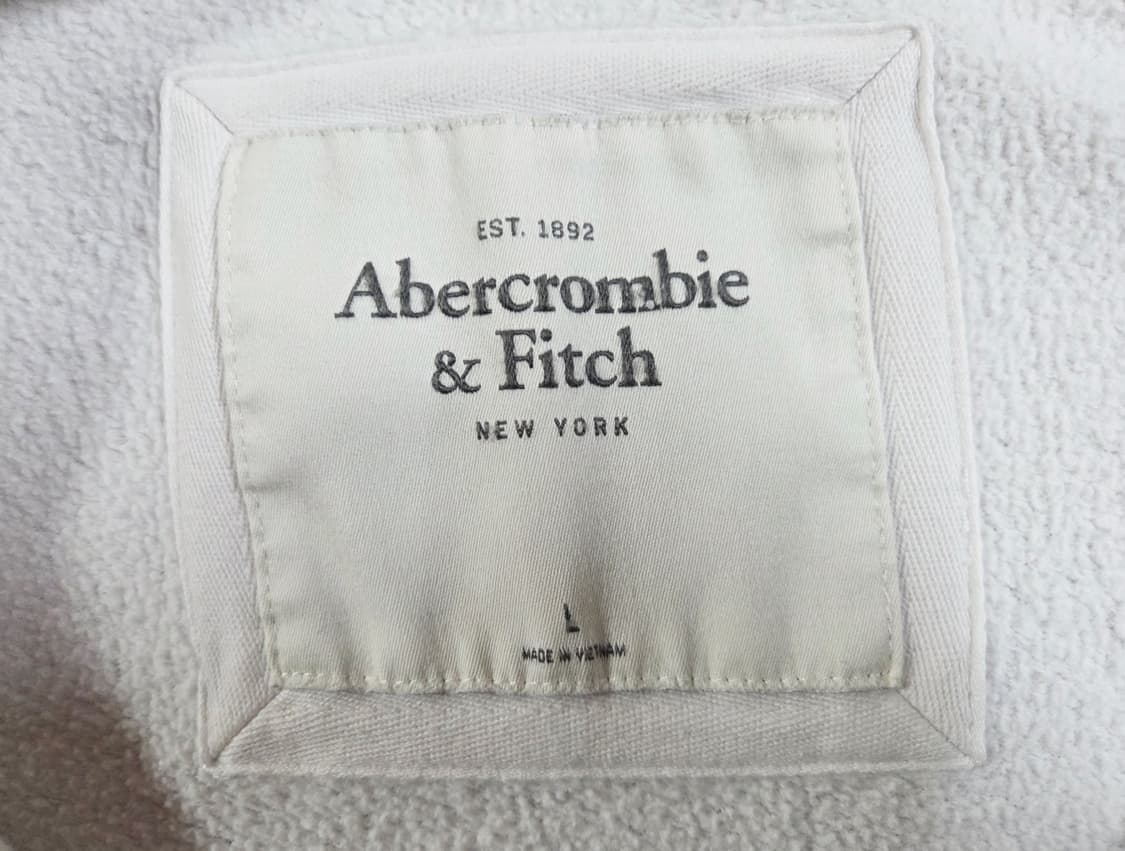 EST. 1892
Abercrombie
& Fitch
NEW YORK
L
MADE IN VIETNAM